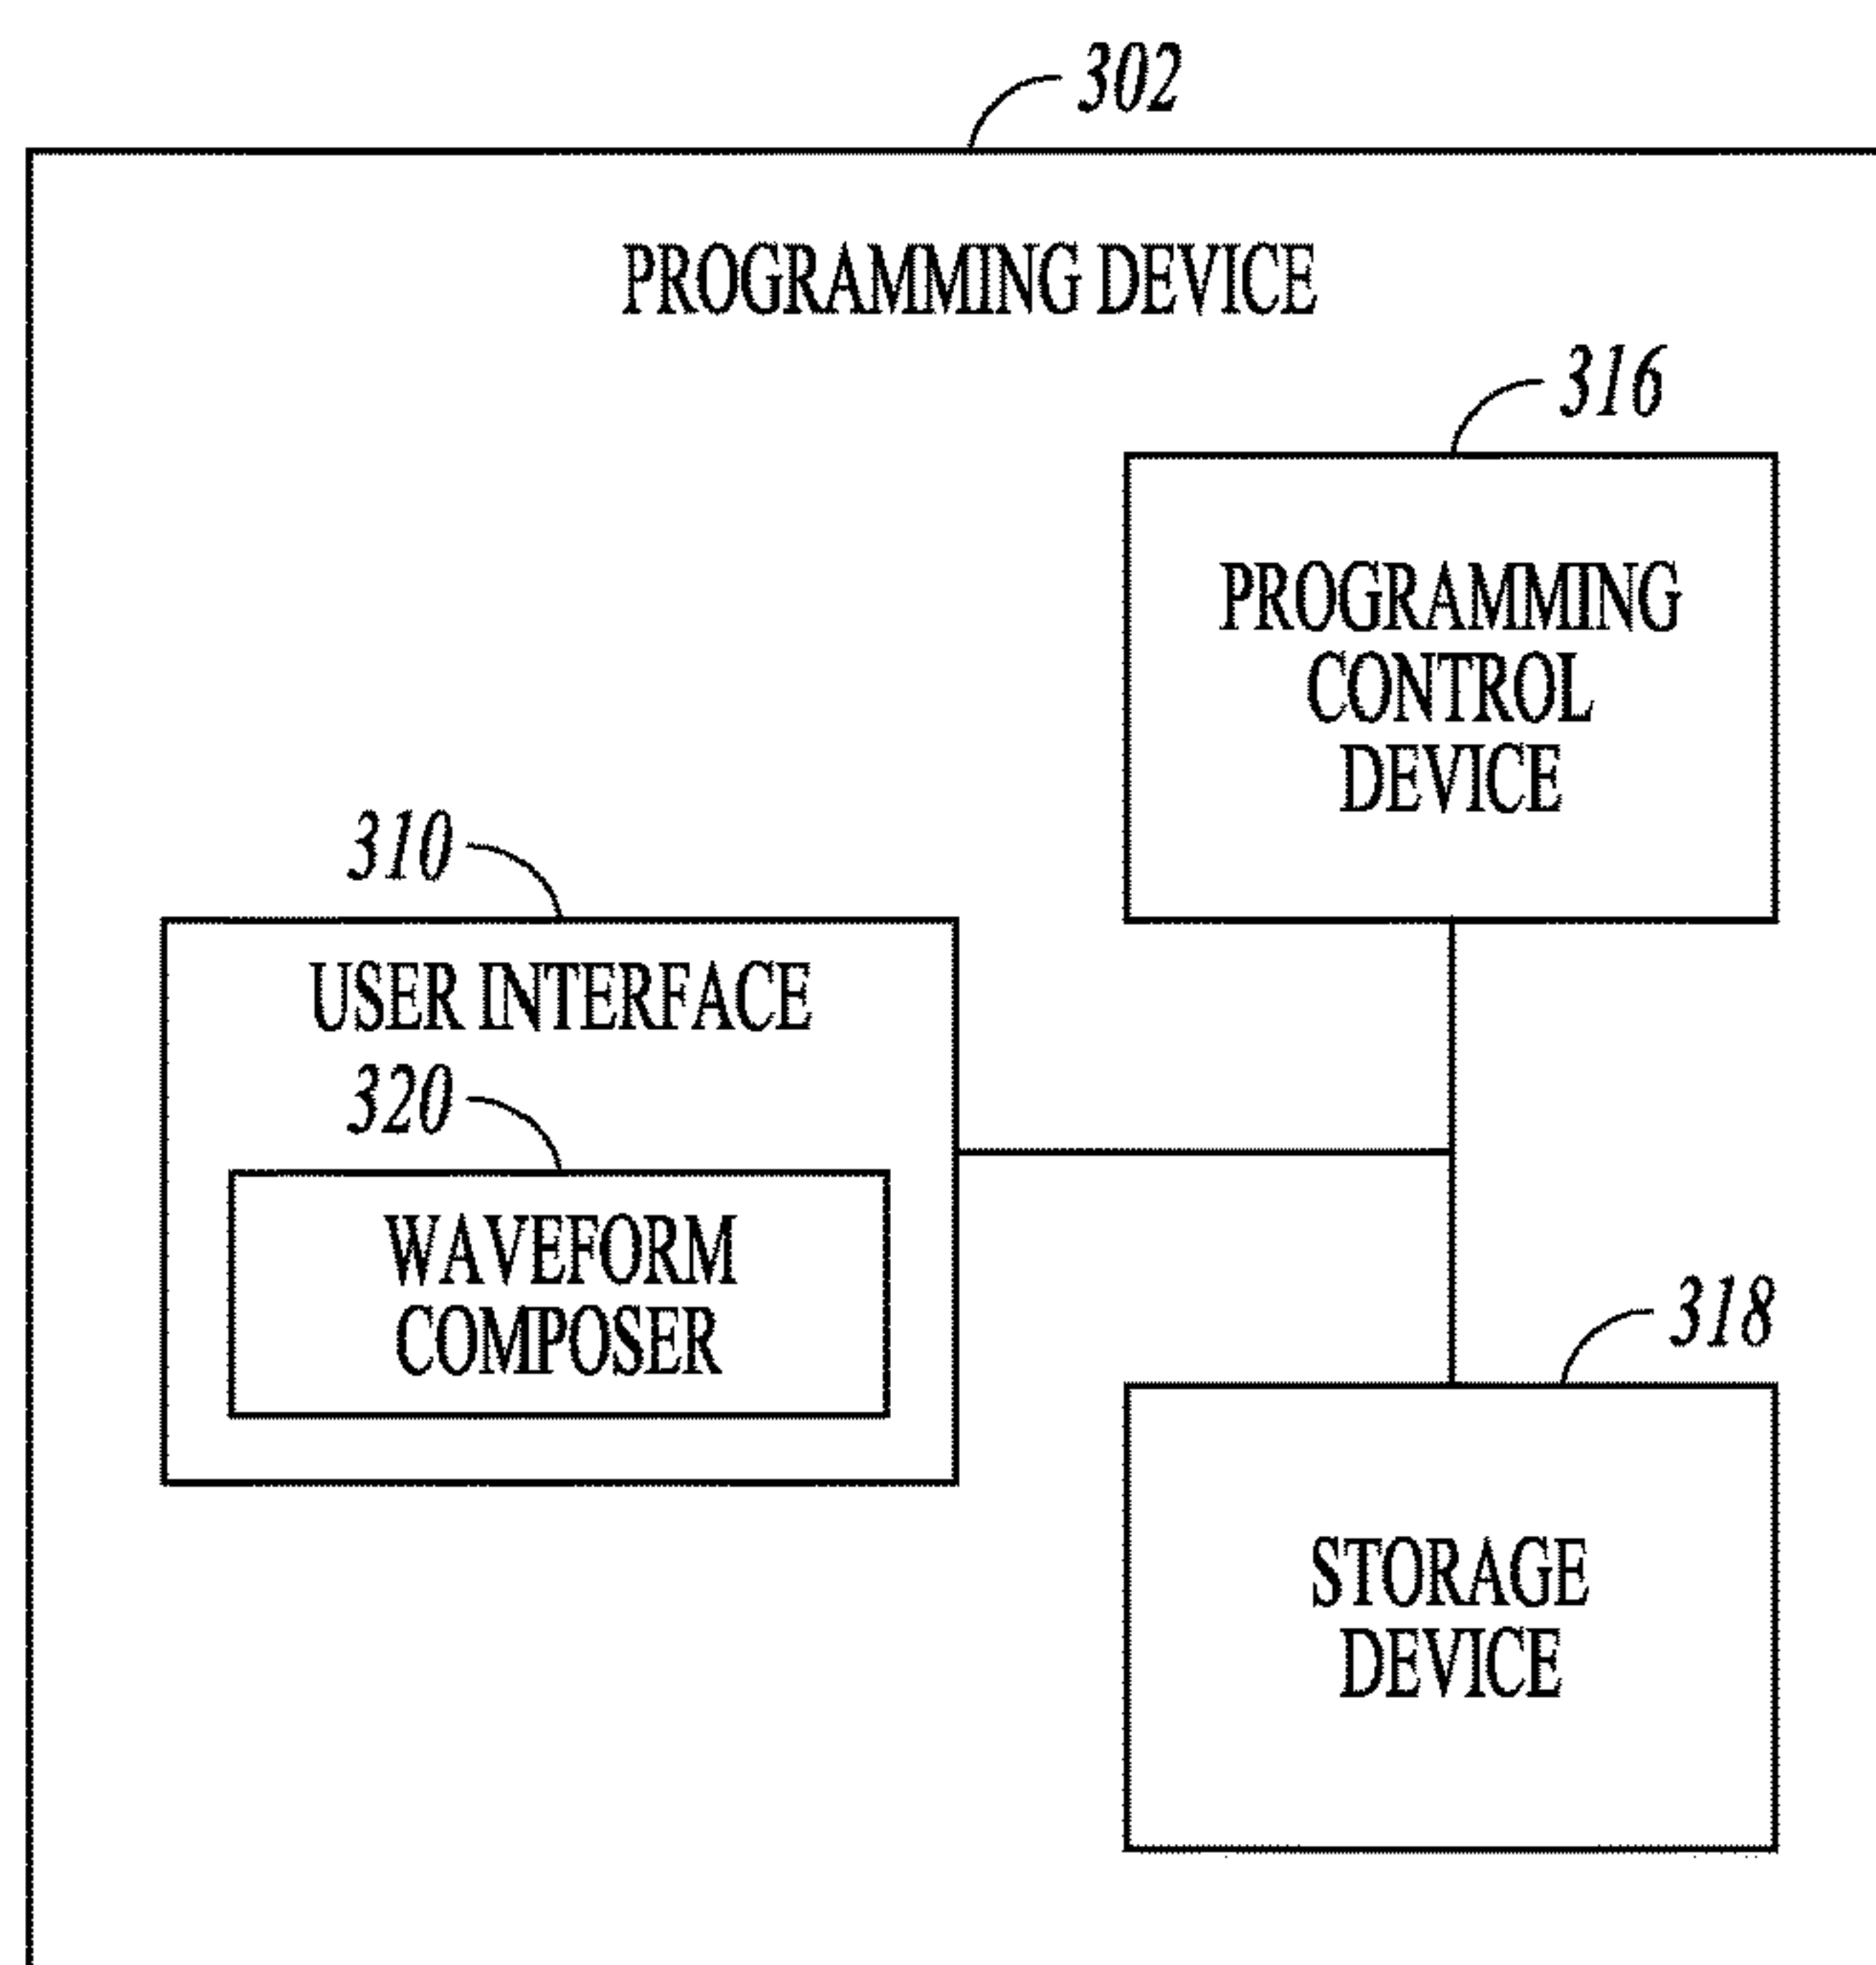 302
PROGRAMMING DEVICE
316
PROGRAMMING
CONTROL
DEVICE
310
USER INTERFACE
320
WAVEFORM
COMPOSER
318
STORAGE
DEVICE